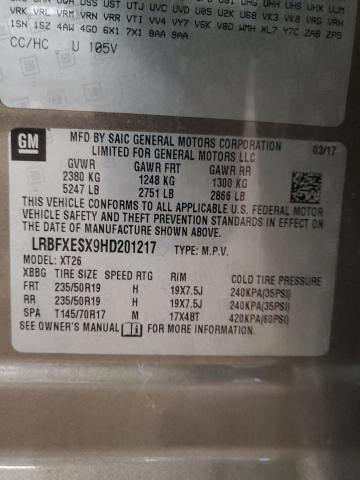 VRK VRL VRM VRN VRR VT1 VV4 VY7 V6K V8D WMH XL7 Y7C ZAB ZP5
1SN 1SZ 4AW 4GO 6X1 7X1 8AA 9AA
CC/HC U 105V
GM
MFD BY SAIC GENERAL MOTORS CORPORATION
LIMITED FOR GENERAL MOTORS LLC
03/17
GVWR GAWR FRT GAWR RR
2380 KG 1248 KG 1300 KG
5247 LB 2751 LB 2866 LB
THIS VEHICLE CONFORMS TO ALL APPLICABLE U.S. FEDERAL MOTOR
VEHICLE SAFETY AND THEFT PREVENTION STANDARDS IN EFFECT ON
THE DATE OF MANUFACTURE SHOWN ABOVE.
LRBFXESX9HD201217 TYPE: M.P.V.
MODEL: XT26
XBBG TIRE SIZE SPEED RTG RIM COLD TIRE PRESSURE
FRT 235/50R19 H 19X7.5J 240KPA(35PSI)
RR 235/50R19 H 19X7.5J 240KPA(35PSI)
SPA T145/70R17 M 17X4BT 420KPA(60PSI)
SEE OWNER'S MANUAL FOR MORE INFORMATION.